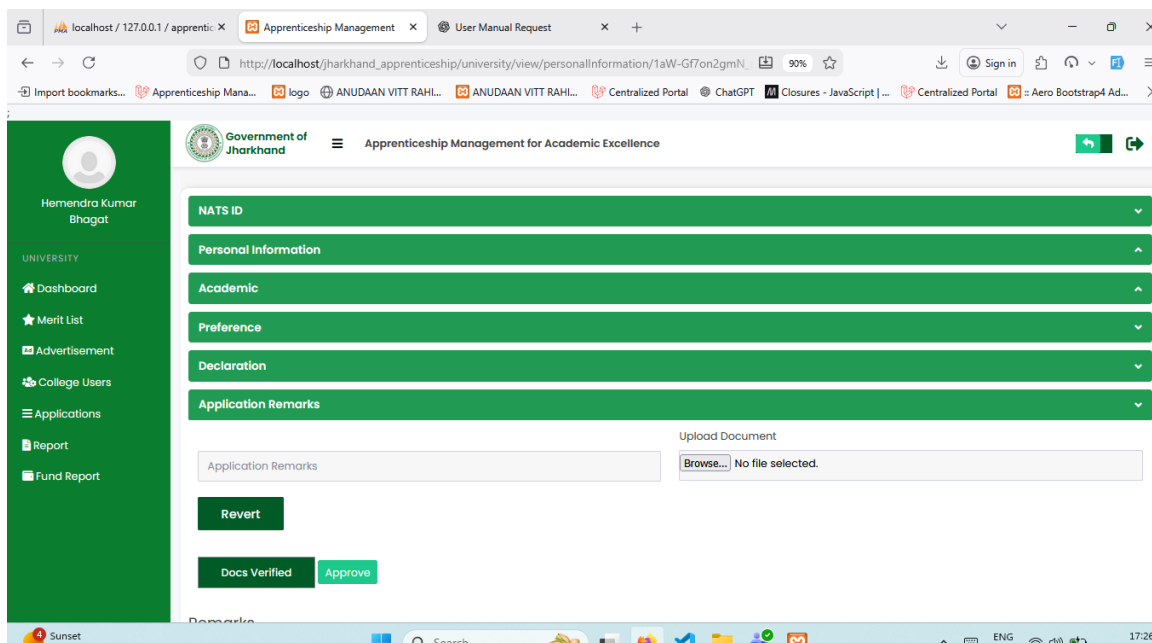 localhost / 127.0.0.1 / apprentic
Apprenticeship Management
User Manual Request
http://localhost/jharkhand_apprenticeship/university/view/personalInformation/1aW-Gf7on2gmN_
90%
Sign in
Import bookmarks...
Apprenticeship Mana...
logo
ANUDAAN VITT RAHI...
ANUDAAN VITT RAHI...
Centralized Portal
ChatGPT
Closures - JavaScript | ...
Centralized Portal
:: Aero Bootstrap4 Ad...
Hemendra Kumar
Bhagat
UNIVERSITY
Dashboard
Merit List
Advertisement
College Users
Applications
Report
Fund Report
Government of
Jharkhand
Apprenticeship Management for Academic Excellence
NATS ID
Personal Information
Academic
Preference
Declaration
Application Remarks
Upload Document
Application Remarks
Browse... No file selected.
Revert
Docs Verified
Approve
Remarks
4
Sunset
Search
ENG
17:26